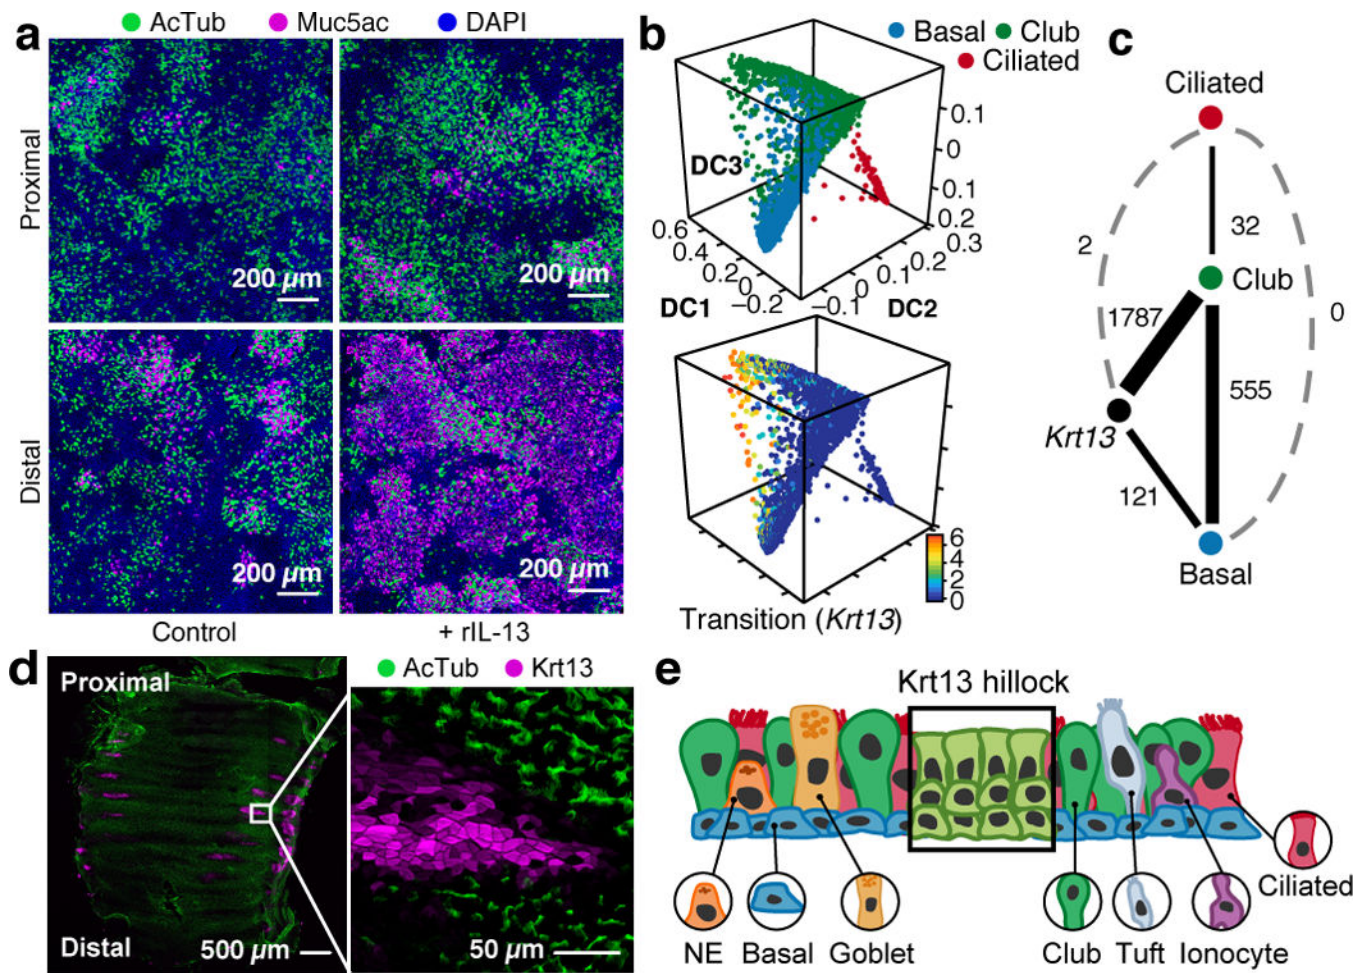 a
AcTub Muc5ac DAPI
Proximal
200 µm
200 µm
Distal
200 µm
200 µm
Control
+ rIL-13
b
Basal Club
Ciliated
DC3
0.1
0
0.1
0.2
0.6
0.4
0.2
0
−0.2
0.3
0.2
0.1
0
−0.1
DC1
DC2
6
4
2
0
Transition (Krt13)
c
Ciliated
2
32
Club
0
1787
555
Krt13
121
Basal
d
AcTub Krt13
Proximal
Distal
500 µm
50 µm
e
Krt13 hillock
NE
Basal
Goblet
Club
Tuft
Ionocyte
Ciliated